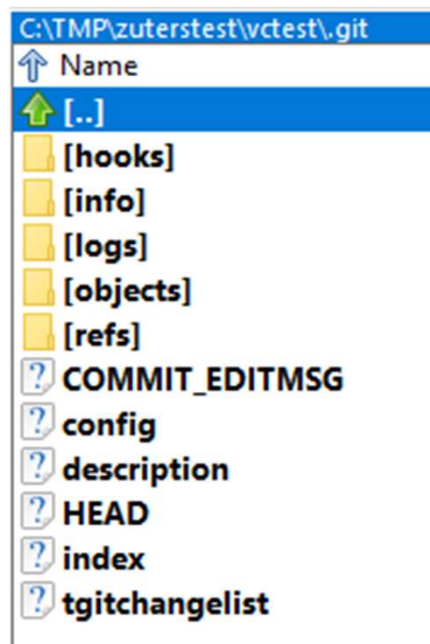 C:\TMP\zuterstest\vctest\.git
Name
[..]
[hooks]
[info]
[logs]
[objects]
[refs]
COMMIT_EDITMSG
config
description
HEAD
index
tgitchangelist